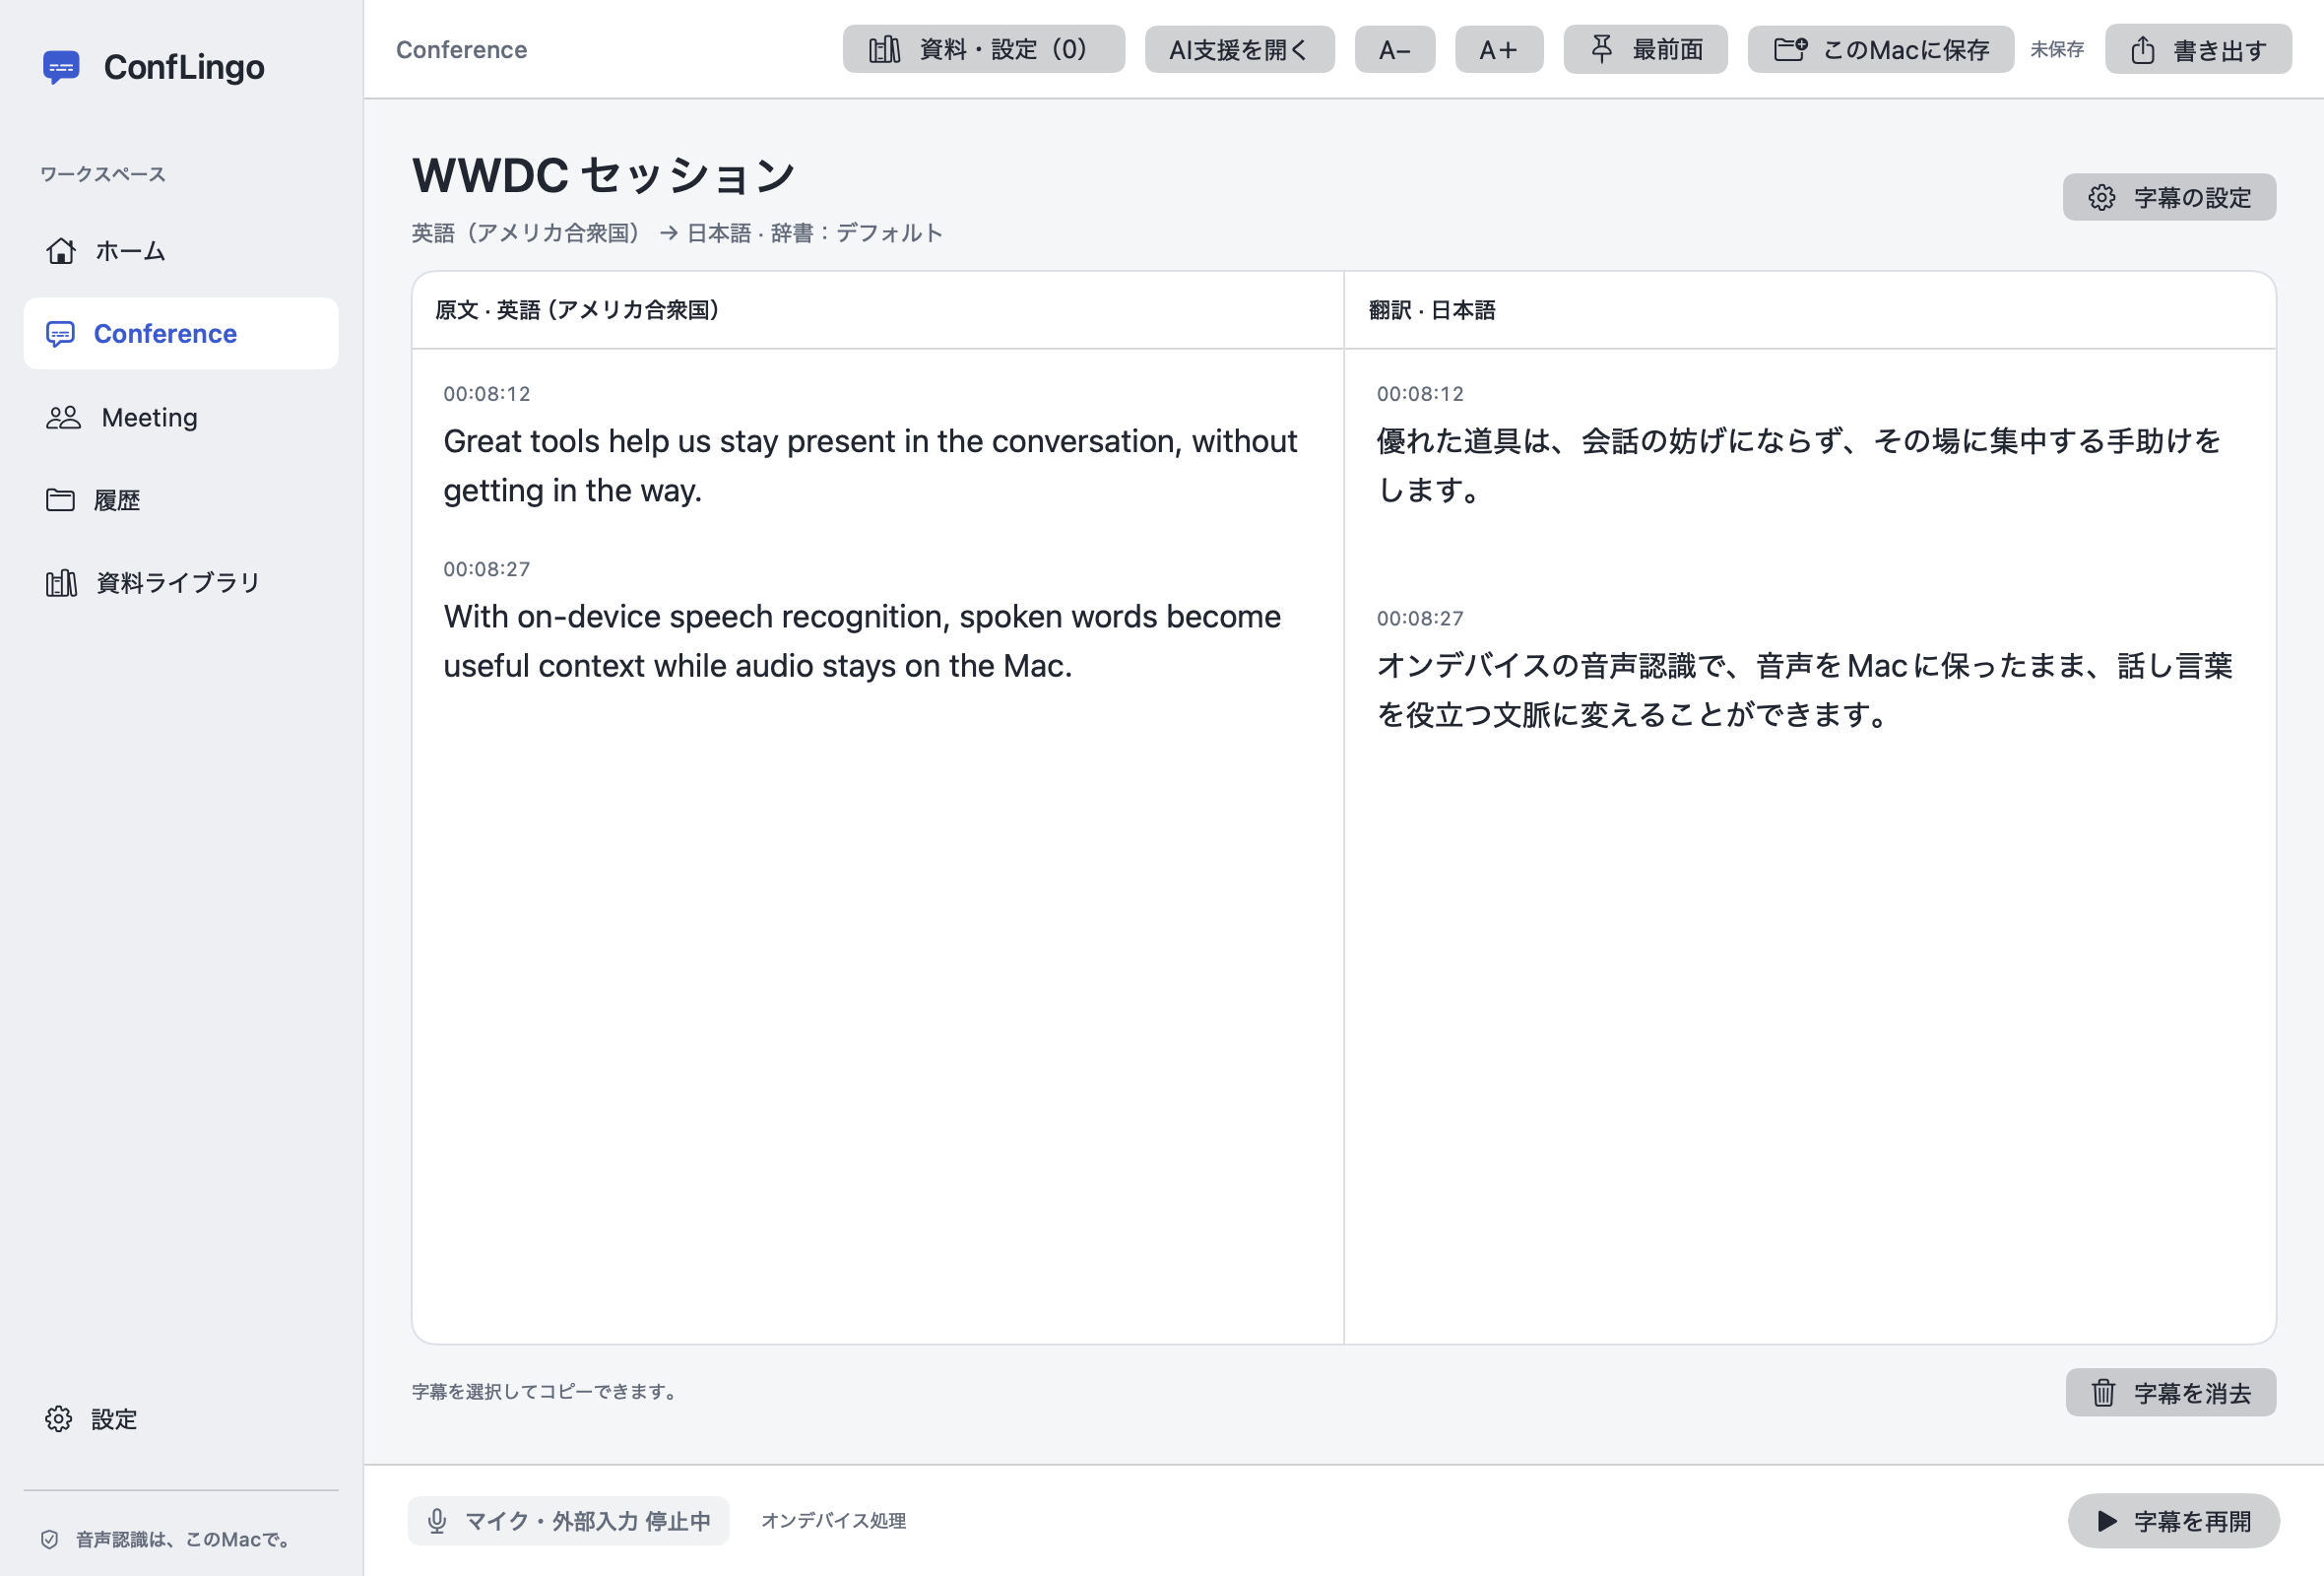 ConfLingo
ワークスペース
ホーム
Conference
Meeting
履歴
資料ライブラリ
設定
音声認識は、このMacで。
Conference
資料・設定（0）
AI支援を開く
A−
A+
最前面
このMacに保存
未保存
書き出す
WWDC セッション
英語（アメリカ合衆国） → 日本語 · 辞書：デフォルト
字幕の設定
原文 · 英語 (アメリカ合衆国)
00:08:12
Great tools help us stay present in the conversation, without
getting in the way.
00:08:27
With on-device speech recognition, spoken words become
useful context while audio stays on the Mac.
翻訳 · 日本語
00:08:12
優れた道具は、会話の妨げにならず、その場に集中する手助けを
します。
00:08:27
オンデバイスの音声認識で、音声をMacに保ったまま、話し言葉
を役立つ文脈に変えることができます。
字幕を選択してコピーできます。
字幕を消去
マイク・外部入力 停止中
オンデバイス処理
字幕を再開